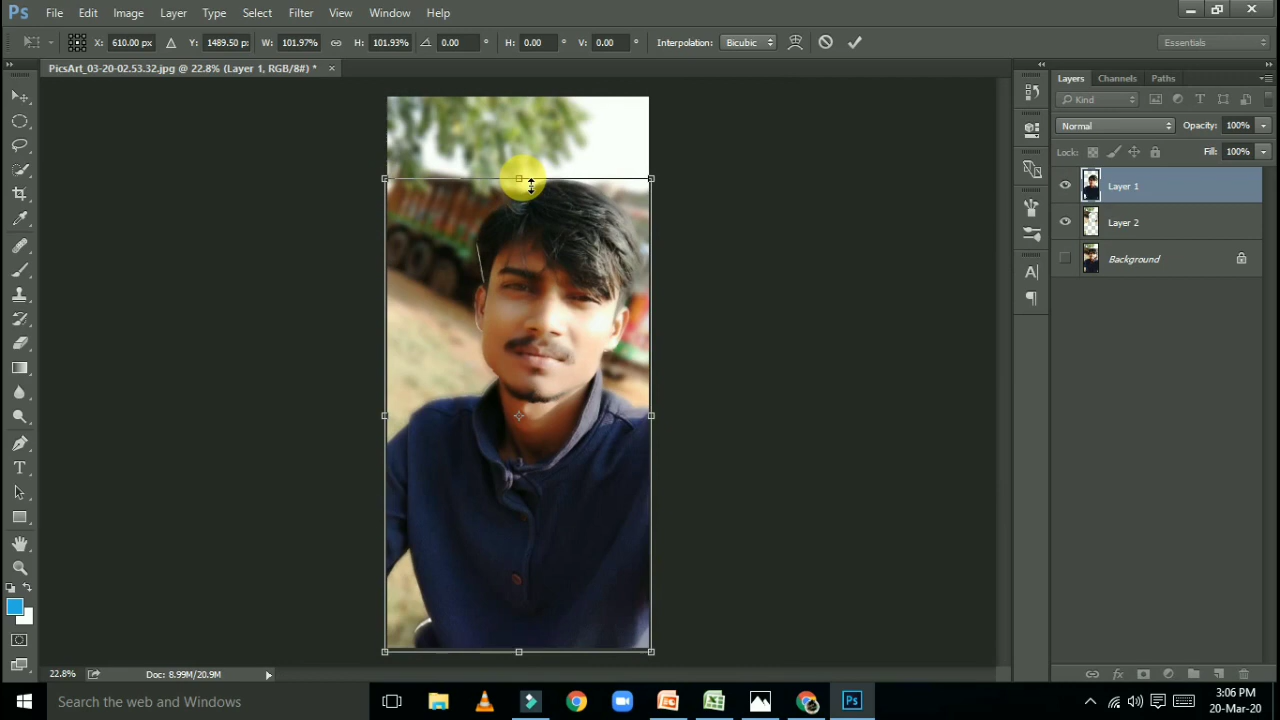 Ps File Edit Image Layer Type Select Filter View Window Help
X: 610.00 px Y: 1489.50 px W: 101.97% H: 101.93% 0.00 ° H: 0.00 ° V: 0.00 ° Interpolation: Bicubic Essentials
PicsArt_03-20-02.53.32.jpg @ 22.8% (Layer 1, RGB/8#) * ×
Layers Channels Paths
Kind
Normal Opacity: 100%
Lock: Fill: 100%
Layer 1
Layer 2
Background
22.8% Doc: 8.99M/20.9M
Search the web and Windows
3:06 PM
20-Mar-20